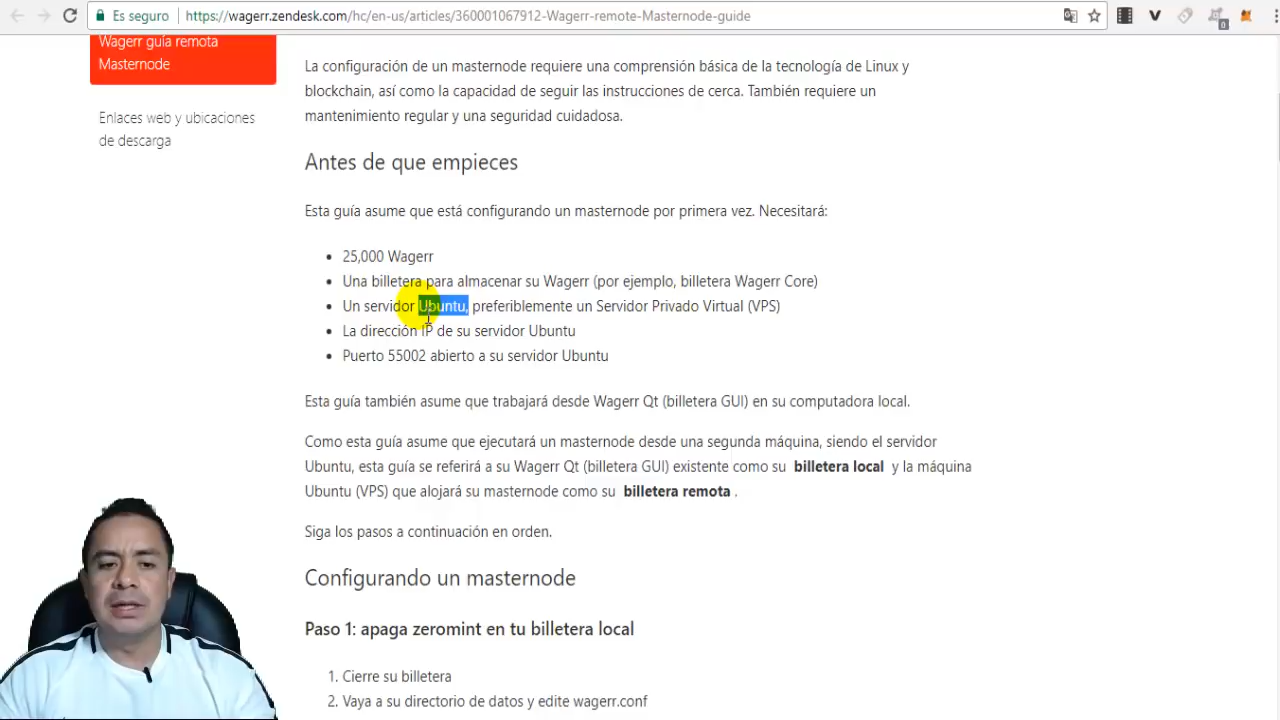 Es seguro
https://wagerr.zendesk.com/hc/en-us/articles/360001067912-Wagerr-remote-Masternode-guide
0
Wagerr guía remota
Masternode
Enlaces web y ubicaciones
de descarga
La configuración de un masternode requiere una comprensión básica de la tecnología de Linux y
blockchain, así como la capacidad de seguir las instrucciones de cerca. También requiere un
mantenimiento regular y una seguridad cuidadosa.
Antes de que empieces
Esta guía asume que está configurando un masternode por primera vez. Necesitará:
• 25,000 Wagerr
• Una billetera para almacenar su Wagerr (por ejemplo, billetera Wagerr Core)
• Un servidor Ubuntu, preferiblemente un Servidor Privado Virtual (VPS)
• La dirección IP de su servidor Ubuntu
• Puerto 55002 abierto a su servidor Ubuntu
Esta guía también asume que trabajará desde Wagerr Qt (billetera GUI) en su computadora local.
Como esta guía asume que ejecutará un masternode desde una segunda máquina, siendo el servidor
Ubuntu, esta guía se referirá a su Wagerr Qt (billetera GUI) existente como su billetera local y la máquina
Ubuntu (VPS) que alojará su masternode como su billetera remota .
Siga los pasos a continuación en orden.
Configurando un masternode
Paso 1: apaga zeromint en tu billetera local
1. Cierre su billetera
2. Vaya a su directorio de datos y edite wagerr.conf